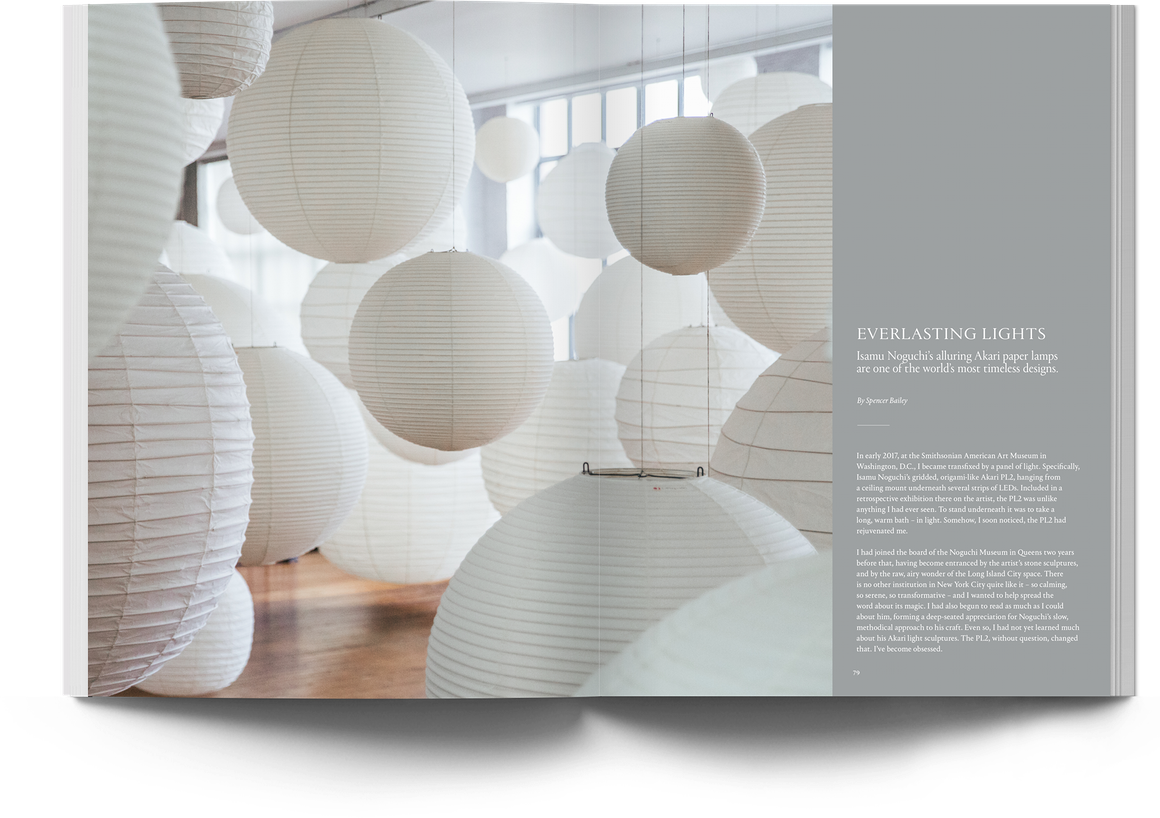 EVERLASTING LIGHTS
Isamu Noguchi's alluring Akari paper lamps
are one of the world's most timeless designs.
By Spencer Bailey
In early 2017, at the Smithsonian American Art Museum in
Washington, D.C., I became transfixed by a panel of light. Specifically,
Isamu Noguchi's gridded, origami-like Akari PL2, hanging from
a ceiling mount underneath several strips of LEDs. Included in a
retrospective exhibition there on the artist, the PL2 was unlike
anything I had ever seen. To stand underneath it was to take a
long, warm bath – in light. Somehow, I soon noticed, the PL2 had
rejuvenated me.
I had joined the board of the Noguchi Museum in Queens two years
before that, having become entranced by the artist's stone sculptures,
and by the raw, airy wonder of the Long Island City space. There
is no other institution in New York City quite like it – so calming,
so serene, so transformative – and I wanted to help spread the
word about its magic. I had also begun to read as much as I could
about him, forming a deep-seated appreciation for Noguchi's slow,
methodical approach to his craft. Even so, I had not yet learned much
about his Akari light sculptures. The PL2, without question, changed
that. I've become obsessed.
79